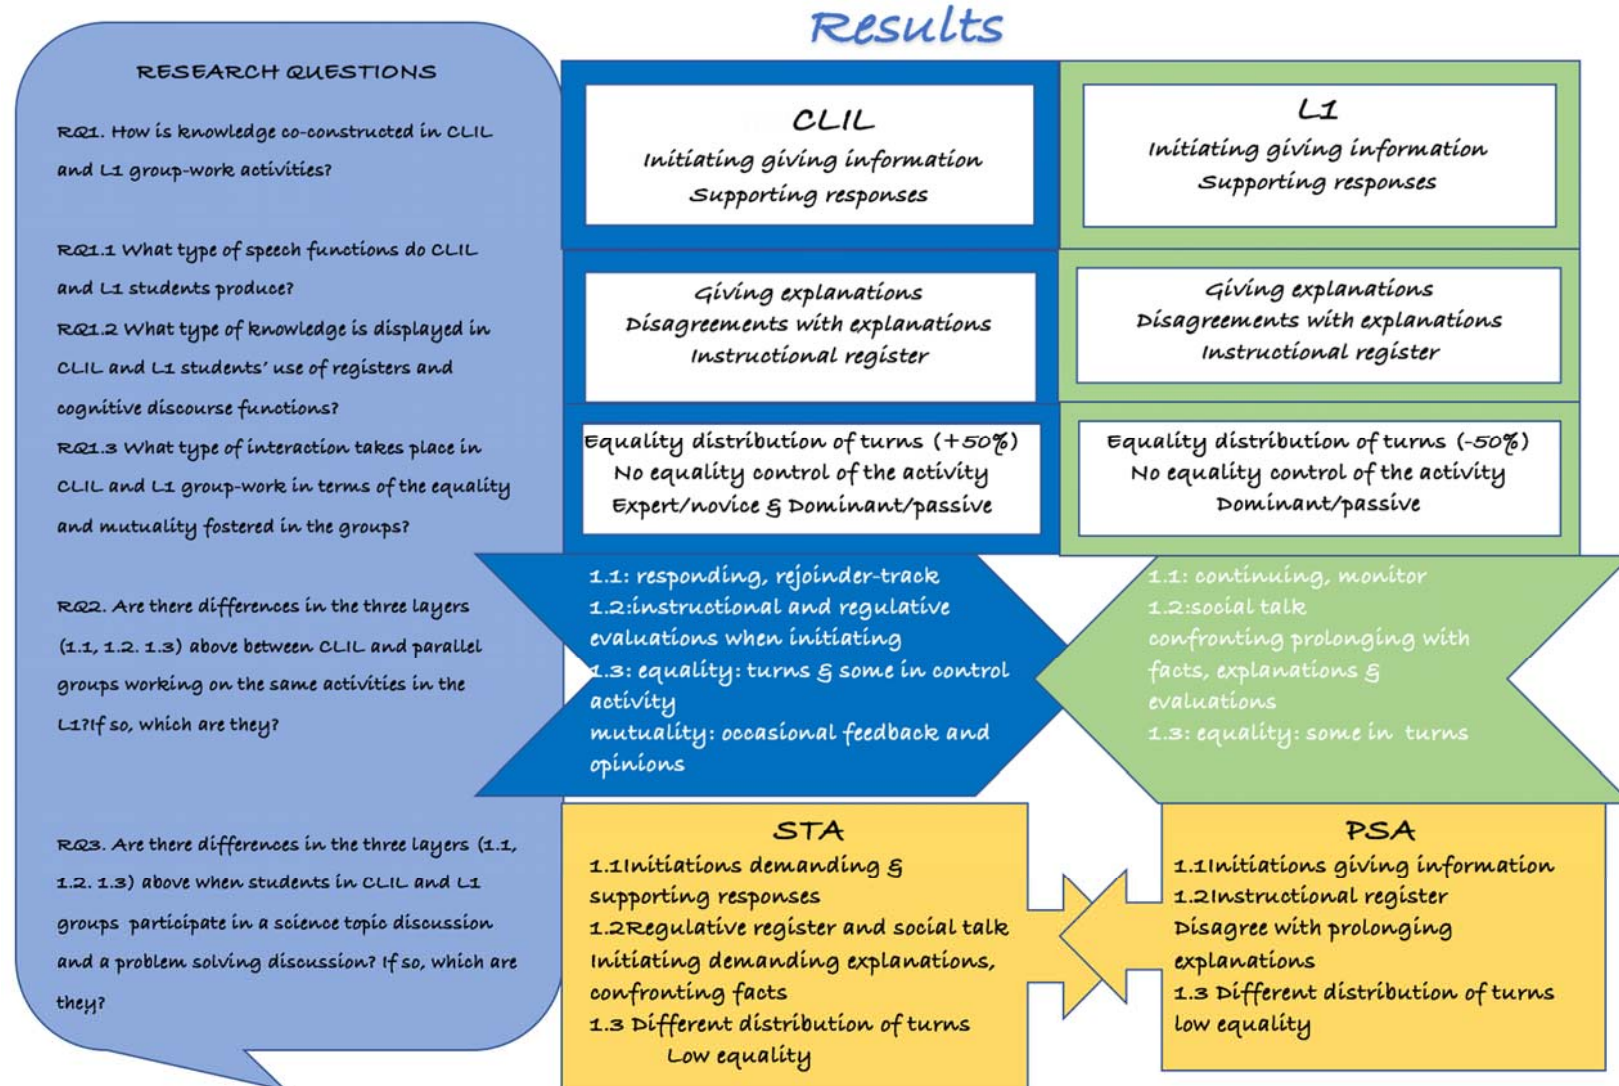 Results
RESEARCH QUESTIONS
RQ1. How is knowledge co-constructed in CLIL
and L1 group-work activities?
RQ1.1 What type of speech functions do CLIL
and L1 students produce?
RQ1.2 What type of knowledge is displayed in
CLIL and L1 students' use of registers and
cognitive discourse functions?
RQ1.3 What type of interaction takes place in
CLIL and L1 group-work in terms of the equality
and mutuality fostered in the groups?
RQ2. Are there differences in the three layers
(1.1, 1.2. 1.3) above between CLIL and parallel
groups working on the same activities in the
L1?If so, which are they?
RQ3. Are there differences in the three layers (1.1,
1.2. 1.3) above when students in CLIL and L1
groups participate in a science topic discussion
and a problem solving discussion? If so, which are
they?
CLIL
Initiating giving information
Supporting responses
L1
Initiating giving information
Supporting responses
Giving explanations
Disagreements with explanations
Instructional register
Giving explanations
Disagreements with explanations
Instructional register
Equality distribution of turns (+50%)
No equality control of the activity
Expert/novice & Dominant/passive
Equality distribution of turns (-50%)
No equality control of the activity
Dominant/passive
1.1: responding, rejoinder-track
1.2:instructional and regulative
evaluations when initiating
1.3: equality: turns & some in control
activity
mutuality: occasional feedback and
opinions
1.1: continuing, monitor
1.2:social talk
confronting prolonging with
facts, explanations &
evaluations
1.3: equality: some in turns
STA
1.1Initiations demanding &
supporting responses
1.2Regulative register and social talk
Initiating demanding explanations,
confronting facts
1.3 Different distribution of turns
Low equality
PSA
1.1Initiations giving information
1.2Instructional register
Disagree with prolonging
explanations
1.3 Different distribution of turns
low equality